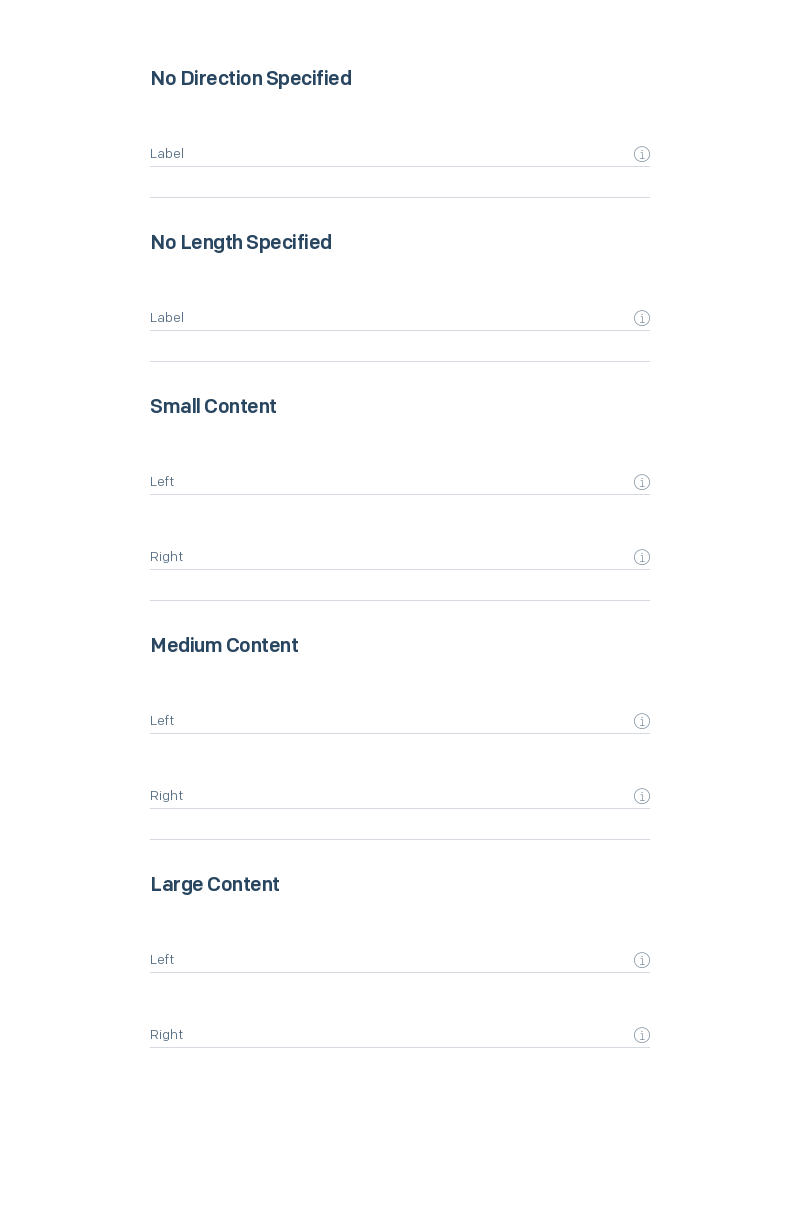 No Direction Specified
Label
No Length Specified
Label
Small Content
Left
Right
Medium Content
Left
Right
Large Content
Left
Right